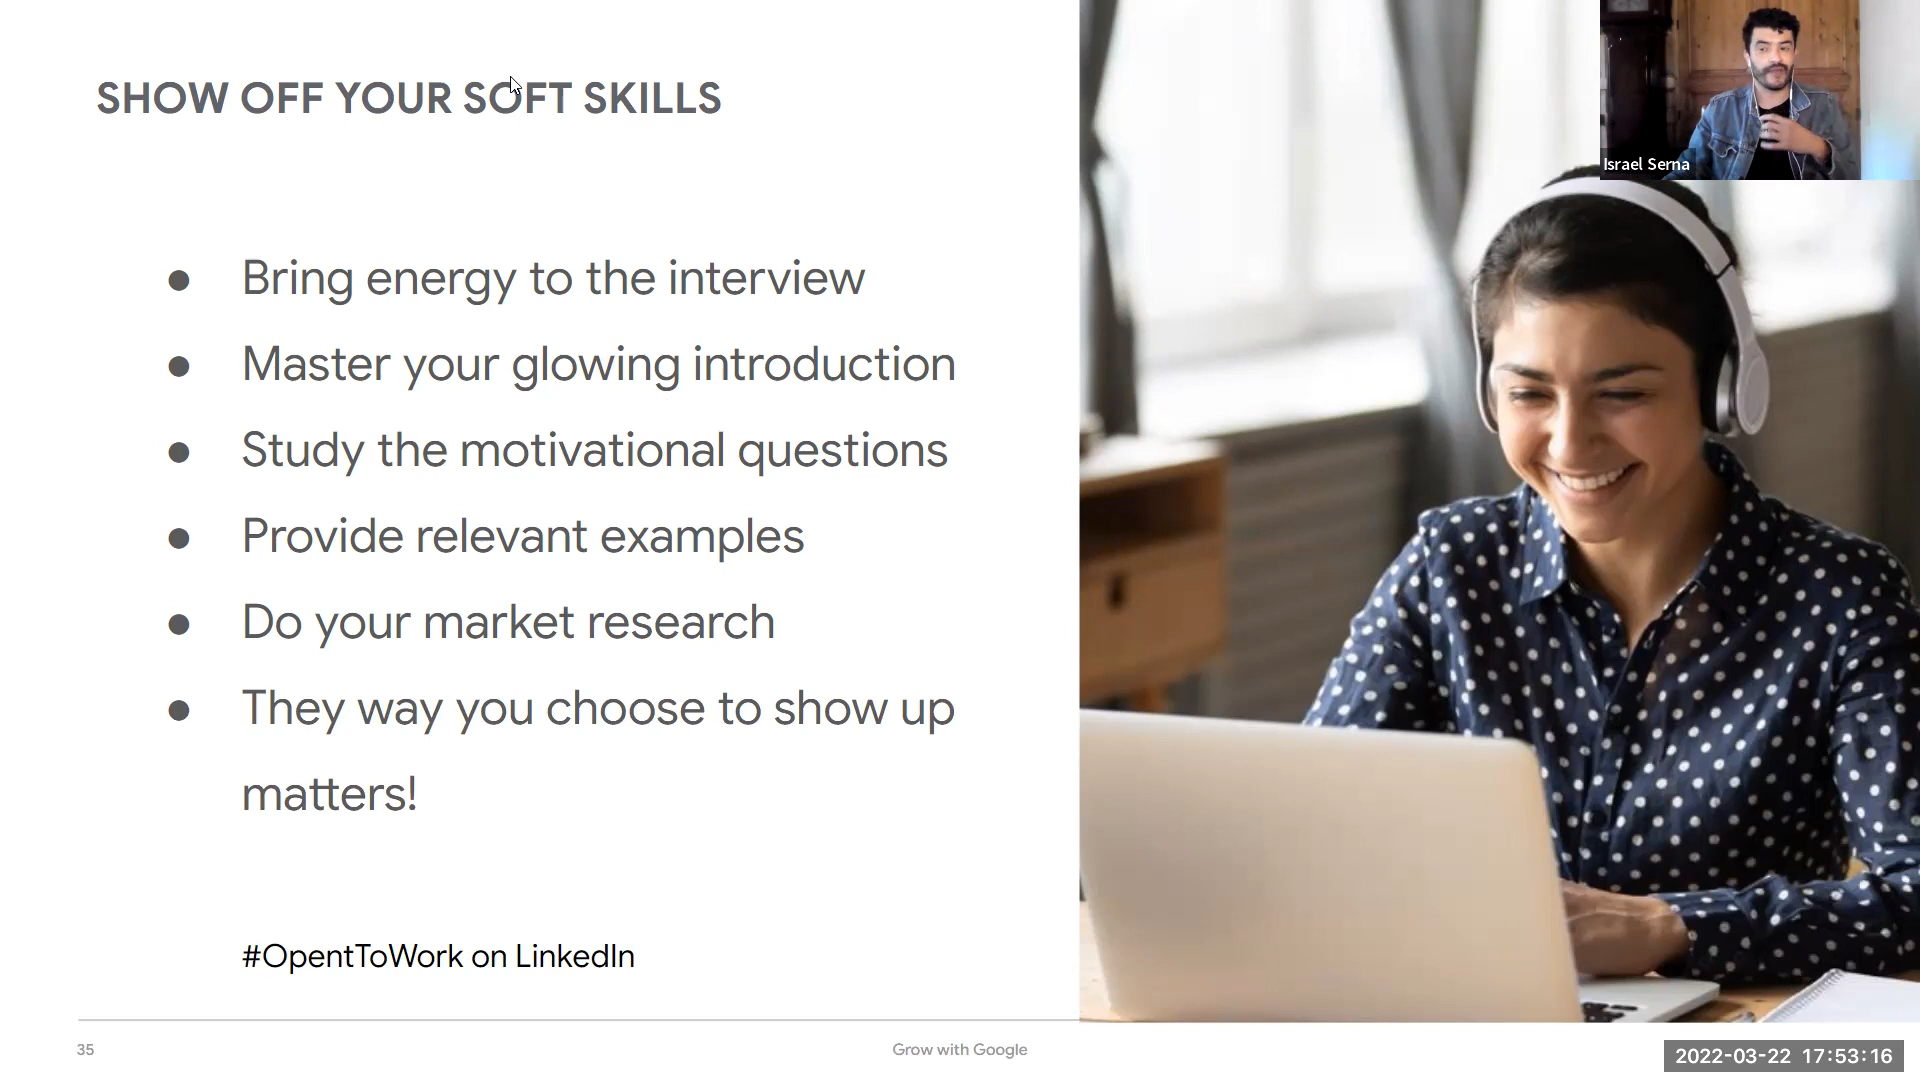 SHOW OFF YOUR SOFT SKILLS
Israel Serna
● Bring energy to the interview
● Master your glowing introduction
● Study the motivational questions
● Provide relevant examples
● Do your market research
● They way you choose to show up
matters!
#OpentToWork on LinkedIn
35
Grow with Google
2022-03-22 17:53:16